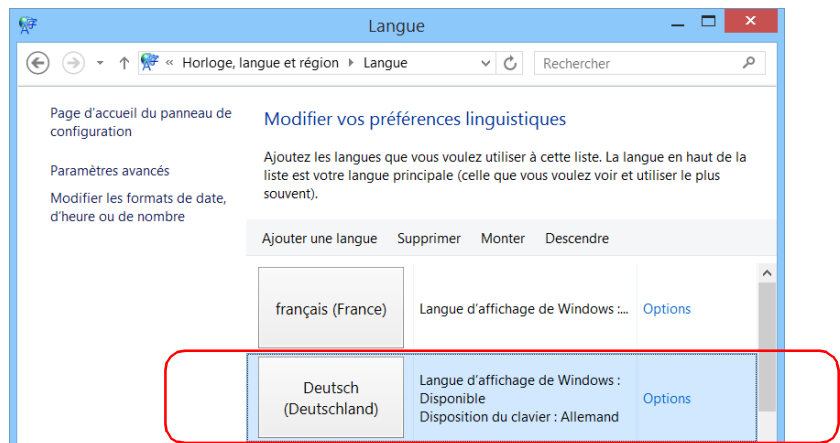 Langue
« Horloge, langue et région ▸ Langue
Rechercher
Page d'accueil du panneau de
configuration
Paramètres avancés
Modifier les formats de date,
d'heure ou de nombre
Modifier vos préférences linguistiques
Ajoutez les langues que vous voulez utiliser à cette liste. La langue en haut de la
liste est votre langue principale (celle que vous voulez voir et utiliser le plus
souvent).
Ajouter une langue Supprimer Monter Descendre
français (France)
Langue d'affichage de Windows :...
Options
Deutsch
(Deutschland)
Langue d'affichage de Windows :
Disponible
Disposition du clavier : Allemand
Options